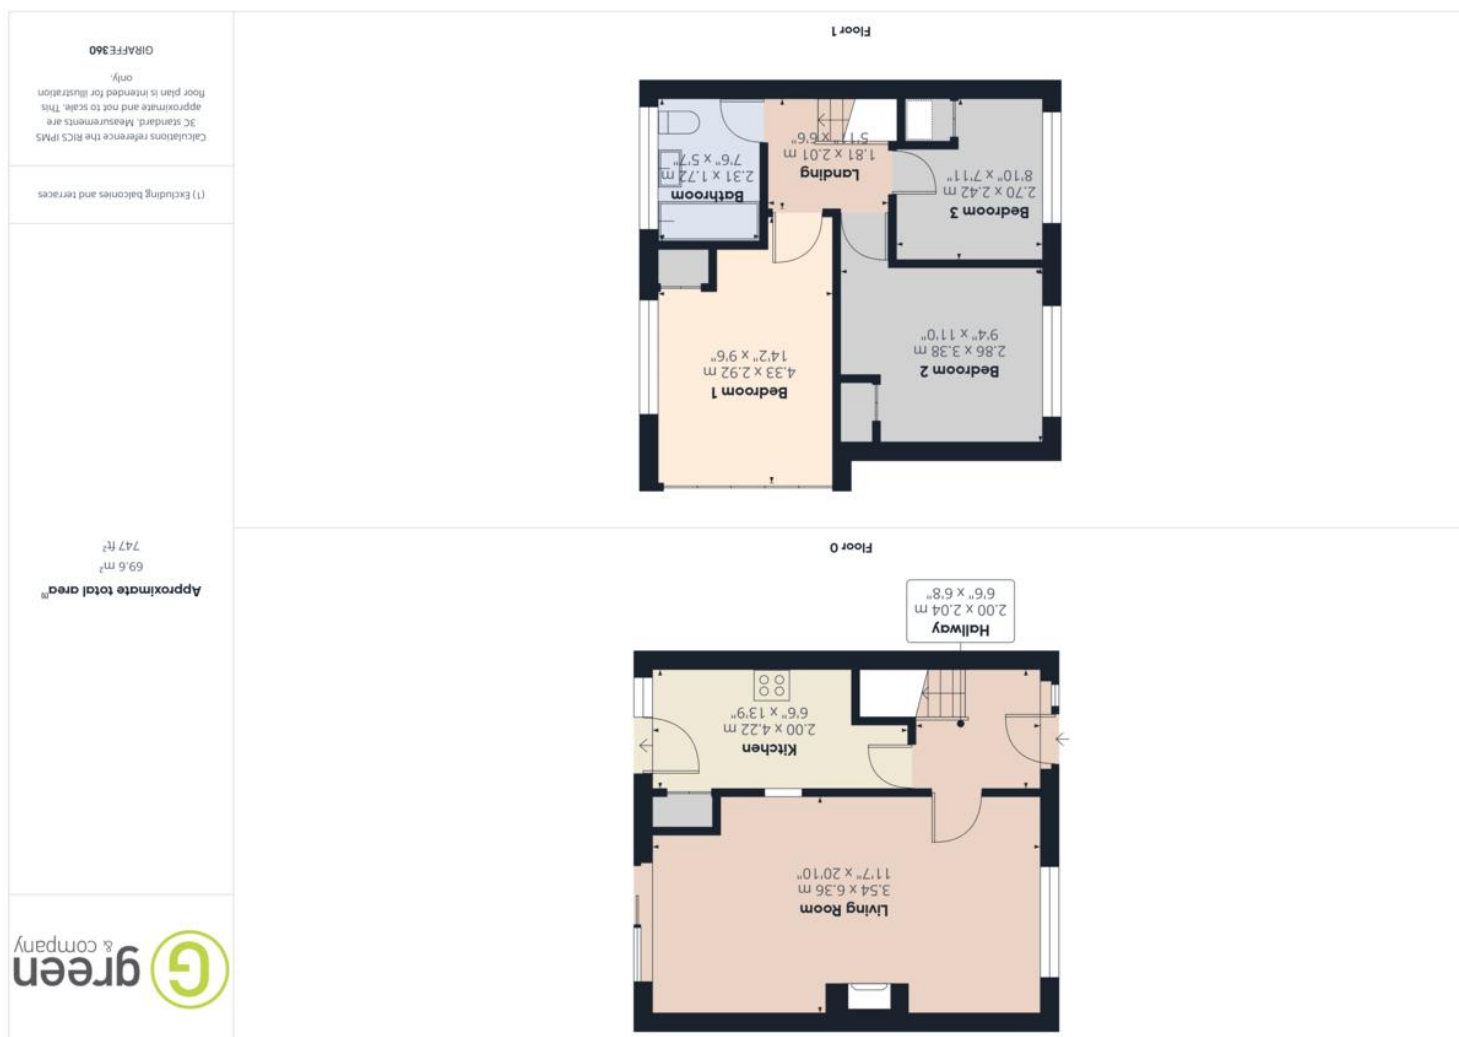 green
& company
Floor 0
Living Room
3.54 x 6.36 m
11'7" x 20'10"
Kitchen
2.00 x 4.22 m
6'6" x 13'9"
Hallway
2.00 x 2.04 m
6'6" x 6'8"
Approximate total area(1)
69.6 m²
747 ft²
Floor 1
Bedroom 1
4.33 x 2.92 m
14'2" x 9'6"
Bedroom 2
2.86 x 3.38 m
9'4" x 11'0"
Bathroom
2.31 x 1.72 m
7'6" x 5'7"
Landing
1.81 x 2.01 m
5'11" x 6'6"
Bedroom 3
2.70 x 2.42 m
8'10" x 7'11"
(1) Excluding balconies and terraces
Calculations reference the RICS IPMS
3C standard. Measurements are
approximate and not to scale. This
floor plan is intended for illustration
only.
GIRAFFE360